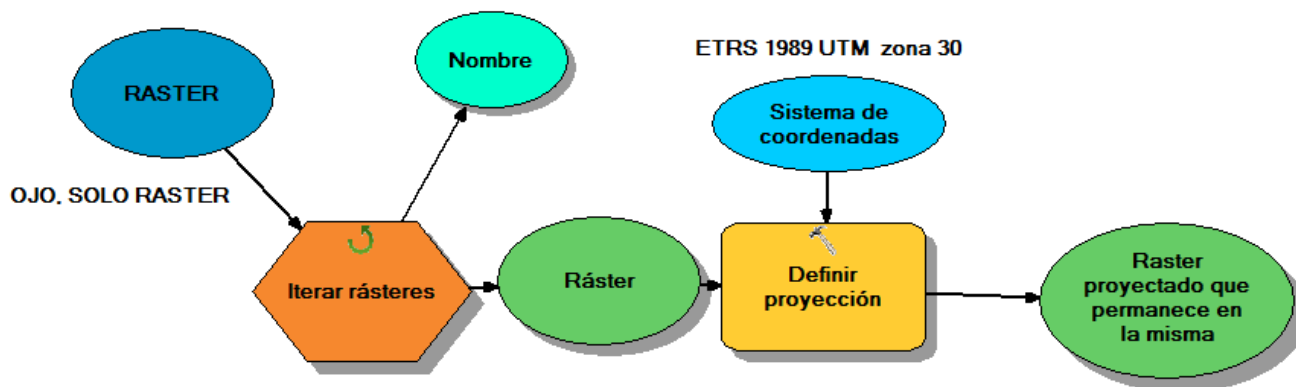 RASTER
OJO, SOLO RASTER
Nombre
Iterar rásteres
Ráster
ETRS 1989 UTM zona 30
Sistema de
coordenadas
Definir
proyección
Raster
proyectado que
permanece en
la misma